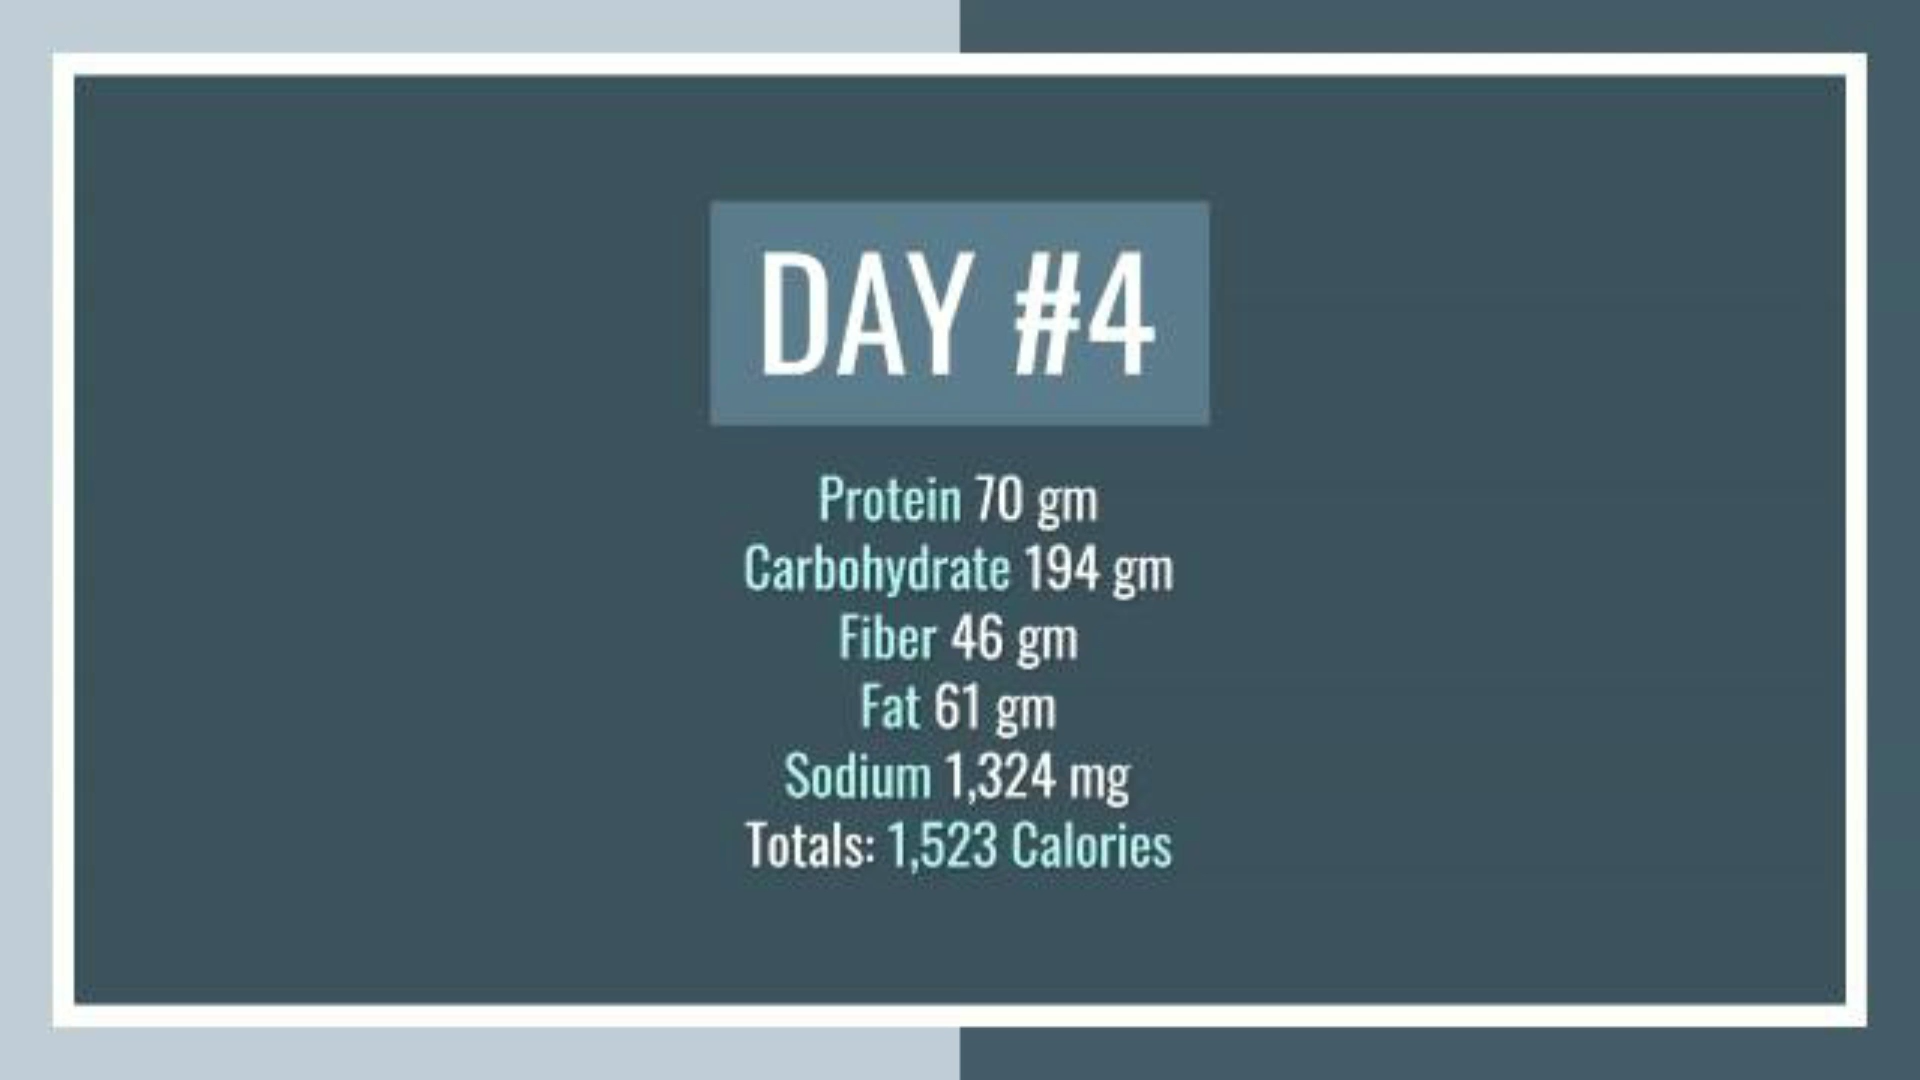 DAY #4
Protein 70 gm
Carbohydrate 194 gm
Fiber 46 gm
Fat 61 gm
Sodium 1,324 mg
Totals: 1,523 Calories